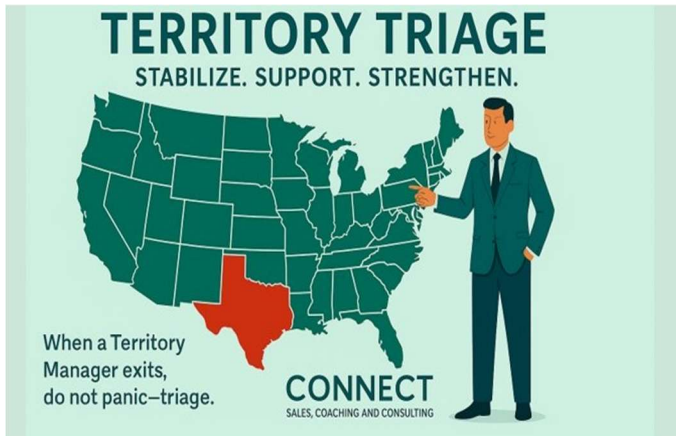 TERRITORY TRIAGE
STABILIZE. SUPPORT. STRENGTHEN.
When a Territory
Manager exits,
do not panic–triage.
CONNECT
SALES, COACHING AND CONSULTING